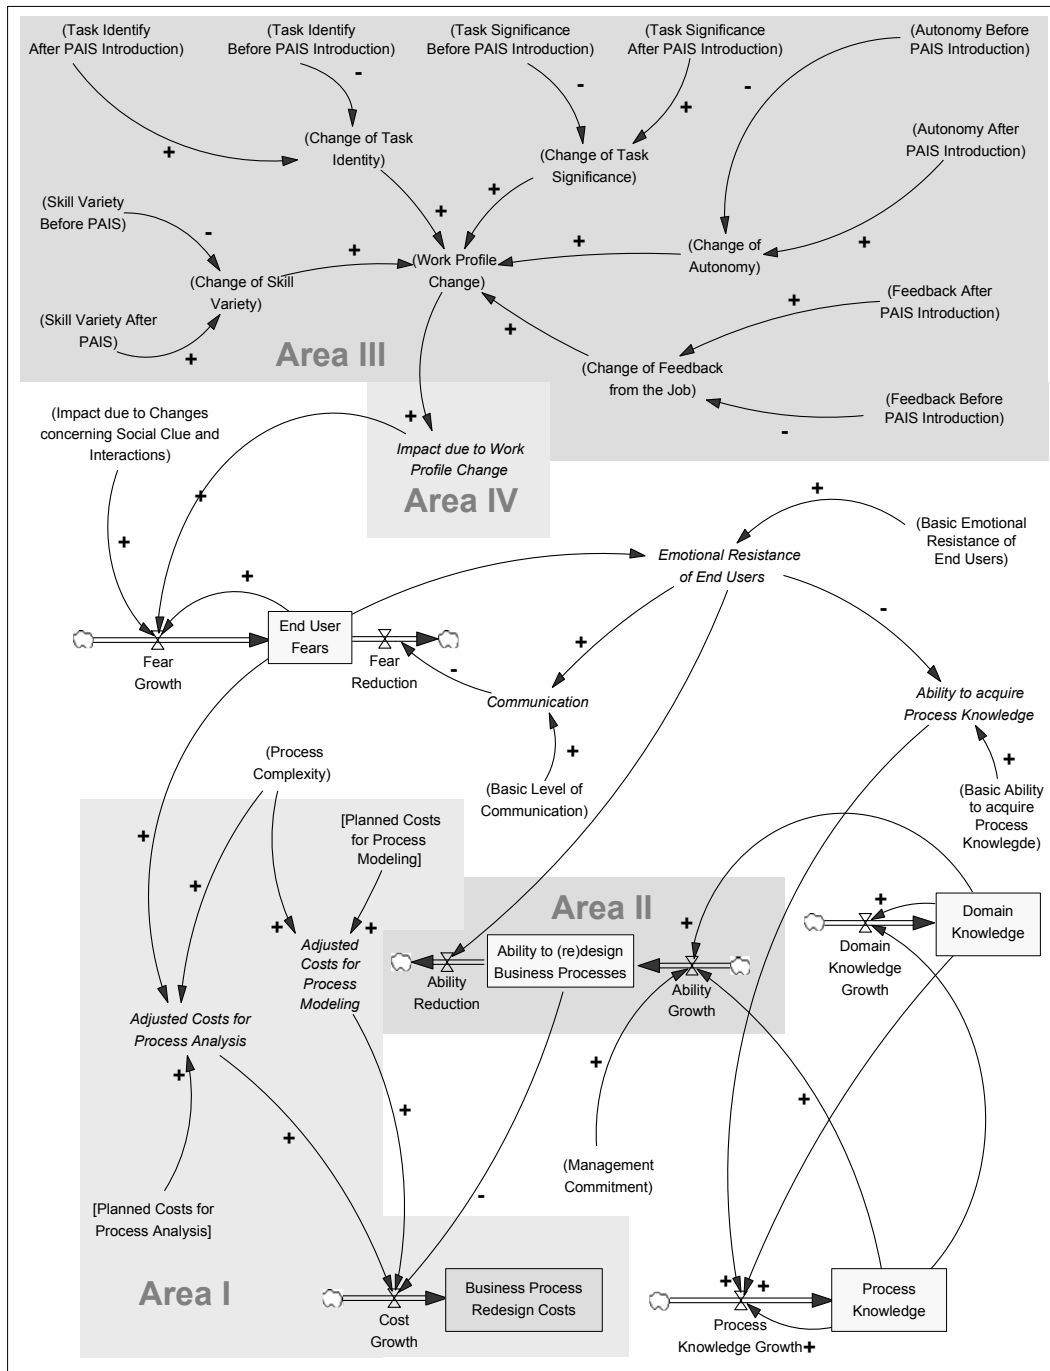 (Task Identify
After PAIS Introduction)
(Task Identify
Before PAIS Introduction)
(Task Significance
Before PAIS Introduction)
(Task Significance
After PAIS Introduction)
(Autonomy Before
PAIS Introduction)
-
-
-
+
+
(Change of Task
Identity)
(Change of Task
Significance)
(Autonomy After
PAIS Introduction)
(Skill Variety
Before PAIS)
-
+
+
+
+
+
(Work Profile
Change)
(Change of
Autonomy)
(Change of Skill
Variety)
(Skill Variety After
PAIS)
+
+
+
(Feedback After
PAIS Introduction)
Area III
(Change of Feedback
from the Job)
(Feedback Before
PAIS Introduction)
-
(Impact due to Changes
concerning Social Clue and
Interactions)
+
Impact due to Work
Profile Change
Area IV
+
+
+
(Basic Emotional
Resistance of
End Users)
Emotional Resistance
of End Users
+
-
End User
Fears
Fear
Growth
Fear
Reduction
+
-
Communication
Ability to acquire
Process Knowledge
(Process
Complexity)
+
(Basic Level of
Communication)
+
(Basic Ability
to acquire
Process
Knowlegde)
+
[Planned Costs
for Process
Modeling]
+
Area II
+
+
+
+
Adjusted
Costs for
Process
Modeling
Ability to (re)design
Business Processes
Ability
Reduction
Ability
Growth
Domain
Knowledge
Domain
Knowledge
Growth
Adjusted Costs for
Process Analysis
+
+
+
+
+
(Management
Commitment)
-
[Planned Costs for
Process Analysis]
Area I
+
+
Business Process
Redesign Costs
Cost
Growth
Process
Knowledge
Process
Knowledge Growth+